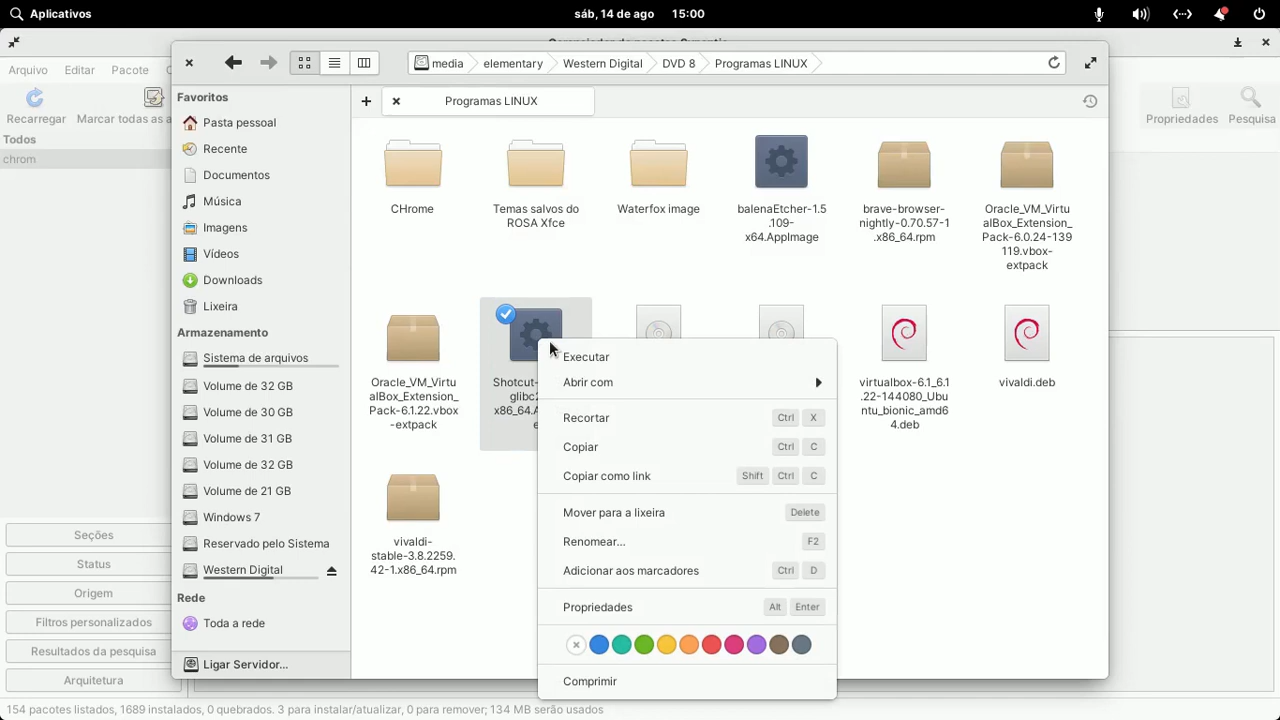 Aplicativos
sáb, 14 de ago 15:00
Arquivo Editar Pacote
Recarregar Marcar todas as a
Propriedades Pesquisa
Todos
chrom
media elementary Western Digital DVD 8 Programas LINUX
Programas LINUX
Favoritos
Pasta pessoal
Recente
Documentos
Música
Imagens
Vídeos
Downloads
Lixeira
Armazenamento
Sistema de arquivos
Volume de 32 GB
Volume de 30 GB
Volume de 31 GB
Volume de 32 GB
Volume de 21 GB
Windows 7
Reservado pelo Sistema
Western Digital
Rede
Toda a rede
Ligar Servidor...
CHrome
Temas salvos do
ROSA Xfce
Waterfox image
balenaEtcher-1.5
.109-
x64.AppImage
brave-browser-
nightly-0.70.57-1
.x86_64.rpm
Oracle_VM_Virtu
alBox_Extension_
Pack-6.0.24-139
119.vbox-
extpack
Oracle_VM_Virtu
alBox_Extension_
Pack-6.1.22.vbox
-extpack
Shotcut-
glibc2
x86_64.A
e
virtualbox-6.1_6.1
.22-144080_Ubu
ntu_bionic_amd6
4.deb
vivaldi.deb
vivaldi-
stable-3.8.2259.
42-1.x86_64.rpm
Executar
Abrir com
Recortar Ctrl X
Copiar Ctrl C
Copiar como link Shift Ctrl C
Mover para a lixeira Delete
Renomear... F2
Adicionar aos marcadores Ctrl D
Propriedades Alt Enter
Comprimir
Seções
Status
Origem
Filtros personalizados
Resultados da pesquisa
Arquitetura
154 pacotes listados, 1689 instalados, 0 quebrados. 3 para instalar/atualizar, 0 para remover; 134 MB serão usados